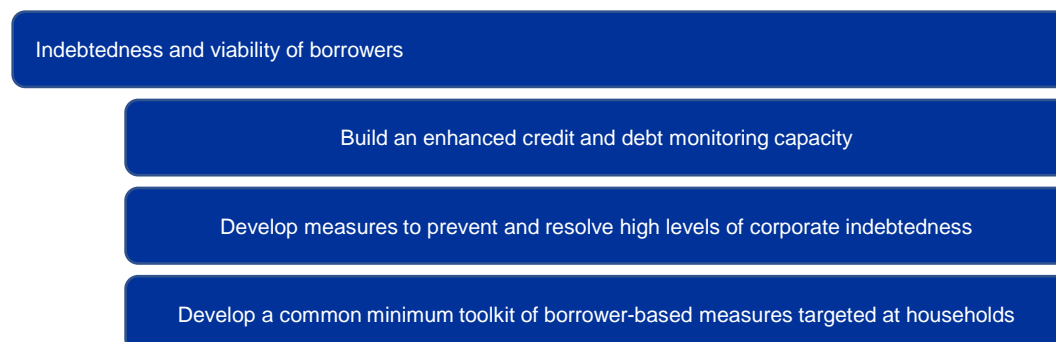 Indebtedness and viability of borrowers
Build an enhanced credit and debt monitoring capacity
Develop measures to prevent and resolve high levels of corporate indebtedness
Develop a common minimum toolkit of borrower-based measures targeted at households